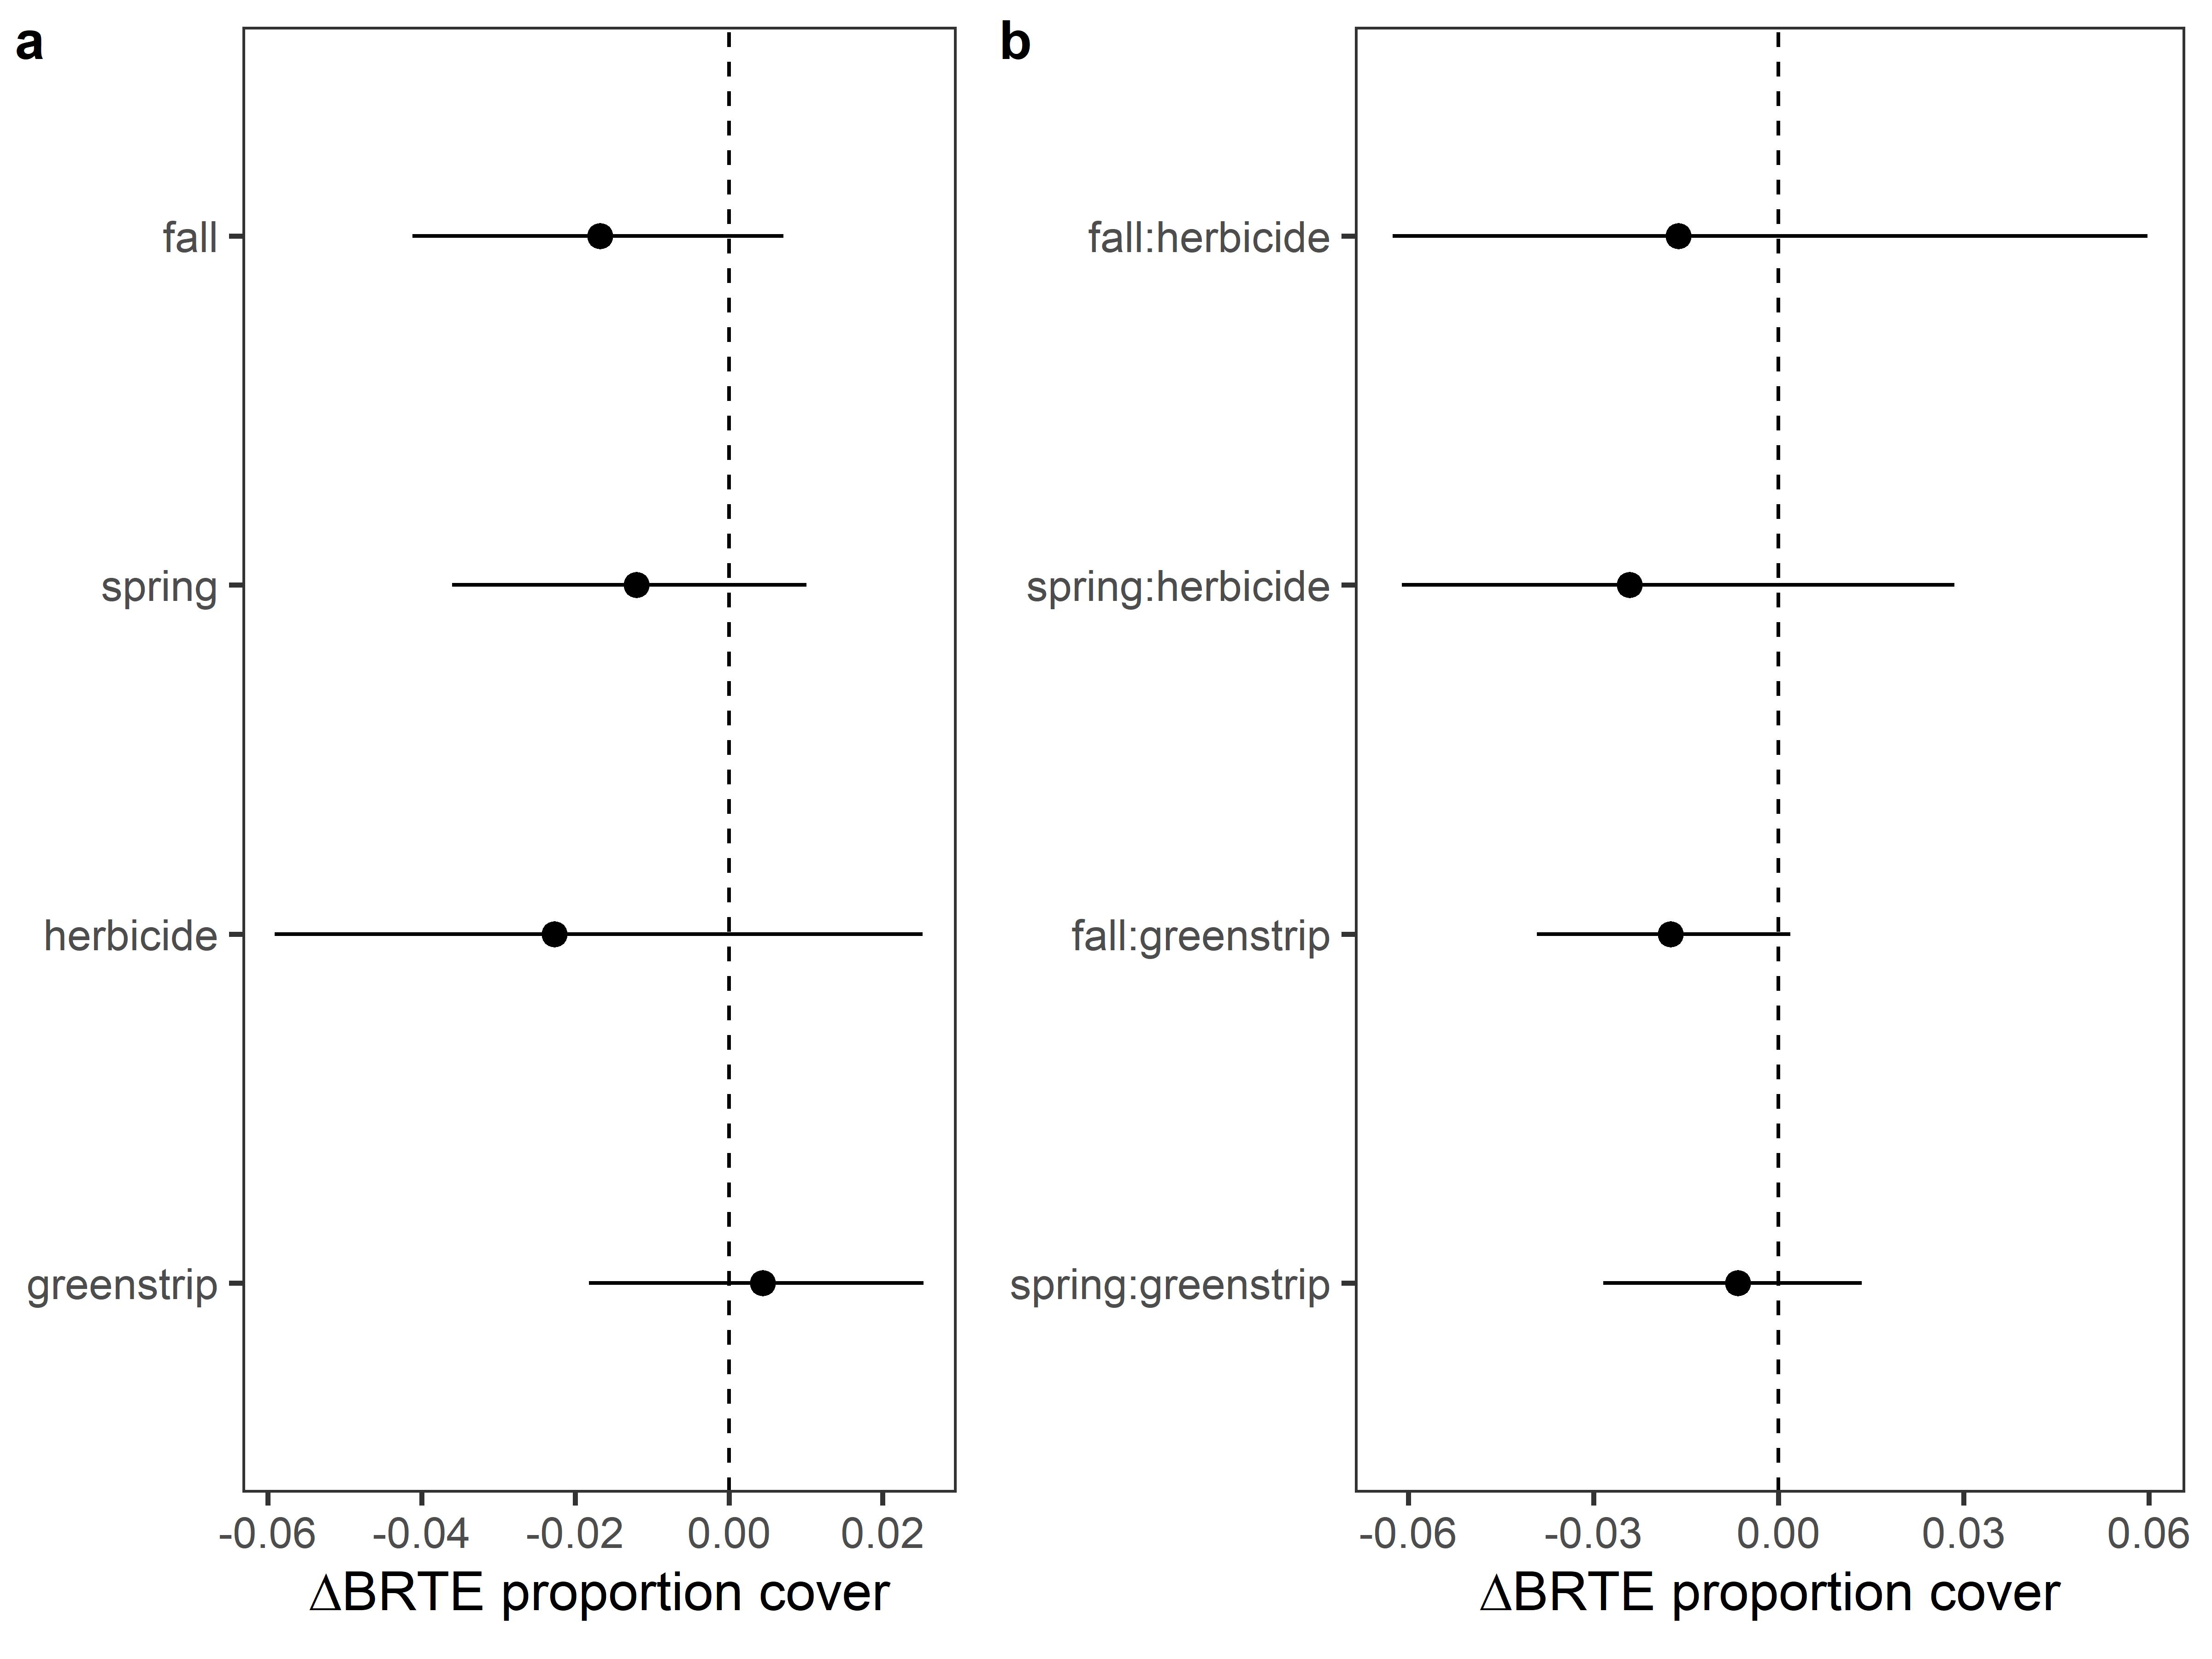 a
fall
spring
herbicide
greenstrip
-0.06 -0.04 -0.02 0.00 0.02
ΔBRTE proportion cover
b
fall:herbicide
spring:herbicide
fall:greenstrip
spring:greenstrip
-0.06 -0.03 0.00 0.03 0.06
ΔBRTE proportion cover